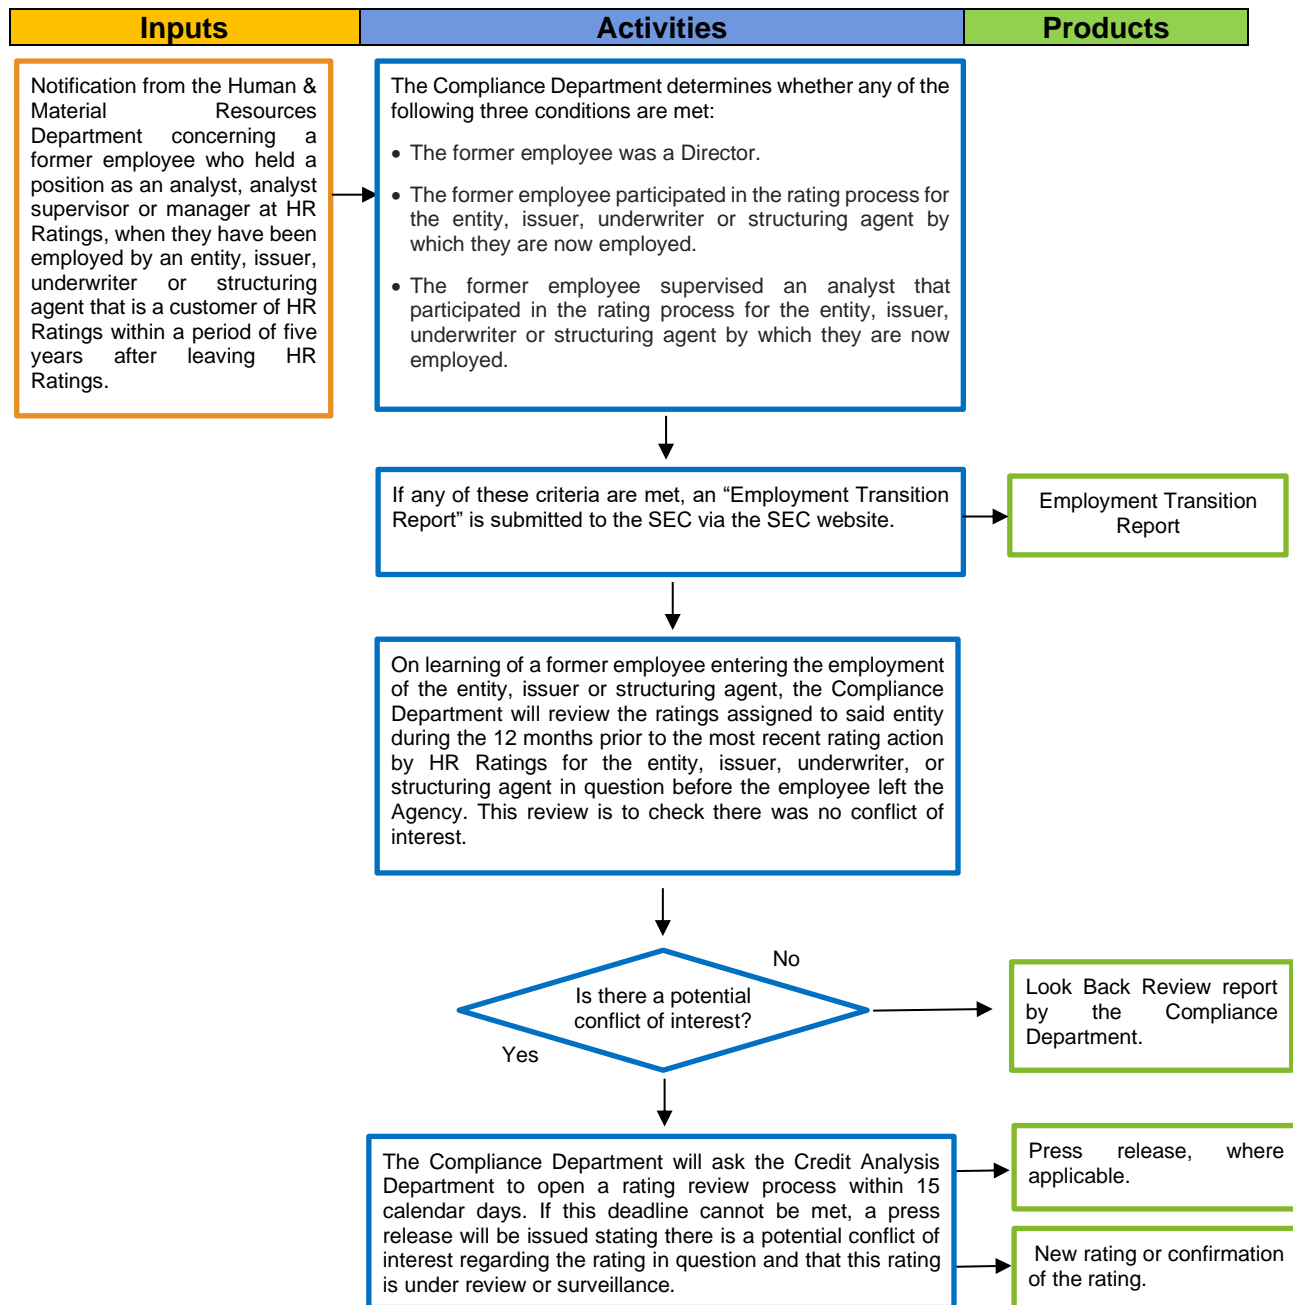 Inputs
Activities
Products
Notification from the Human &
Material Resources
Department concerning a
former employee who held a
position as an analyst, analyst
supervisor or manager at HR
Ratings, when they have been
employed by an entity, issuer,
underwriter or structuring
agent that is a customer of HR
Ratings within a period of five
years after leaving HR
Ratings.
The Compliance Department determines whether any of the
following three conditions are met:
• The former employee was a Director.
• The former employee participated in the rating process for
the entity, issuer, underwriter or structuring agent by
which they are now employed.
• The former employee supervised an analyst that
participated in the rating process for the entity, issuer,
underwriter or structuring agent by which they are now
employed.
If any of these criteria are met, an “Employment Transition
Report” is submitted to the SEC via the SEC website.
Employment Transition
Report
On learning of a former employee entering the employment
of the entity, issuer or structuring agent, the Compliance
Department will review the ratings assigned to said entity
during the 12 months prior to the most recent rating action
by HR Ratings for the entity, issuer, underwriter, or
structuring agent in question before the employee left the
Agency. This review is to check there was no conflict of
interest.
Is there a potential
conflict of interest?
No
Yes
Look Back Review report
by the Compliance
Department.
The Compliance Department will ask the Credit Analysis
Department to open a rating review process within 15
calendar days. If this deadline cannot be met, a press
release will be issued stating there is a potential conflict of
interest regarding the rating in question and that this rating
is under review or surveillance.
Press release, where
applicable.
New rating or confirmation
of the rating.